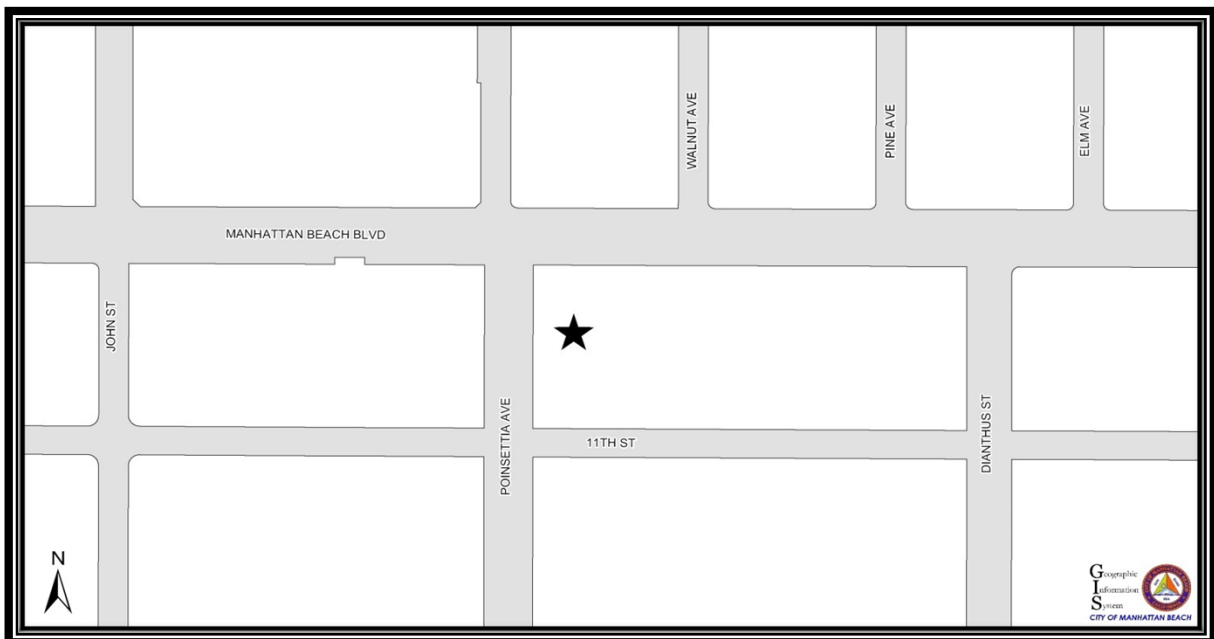 WALNUT AVE
PINE AVE
ELM AVE
MANHATTAN BEACH BLVD
JOHN ST
POINSETTIA AVE
11TH ST
DIANTHUS ST
N
Geographic
Information
System
CITY OF MANHATTAN BEACH